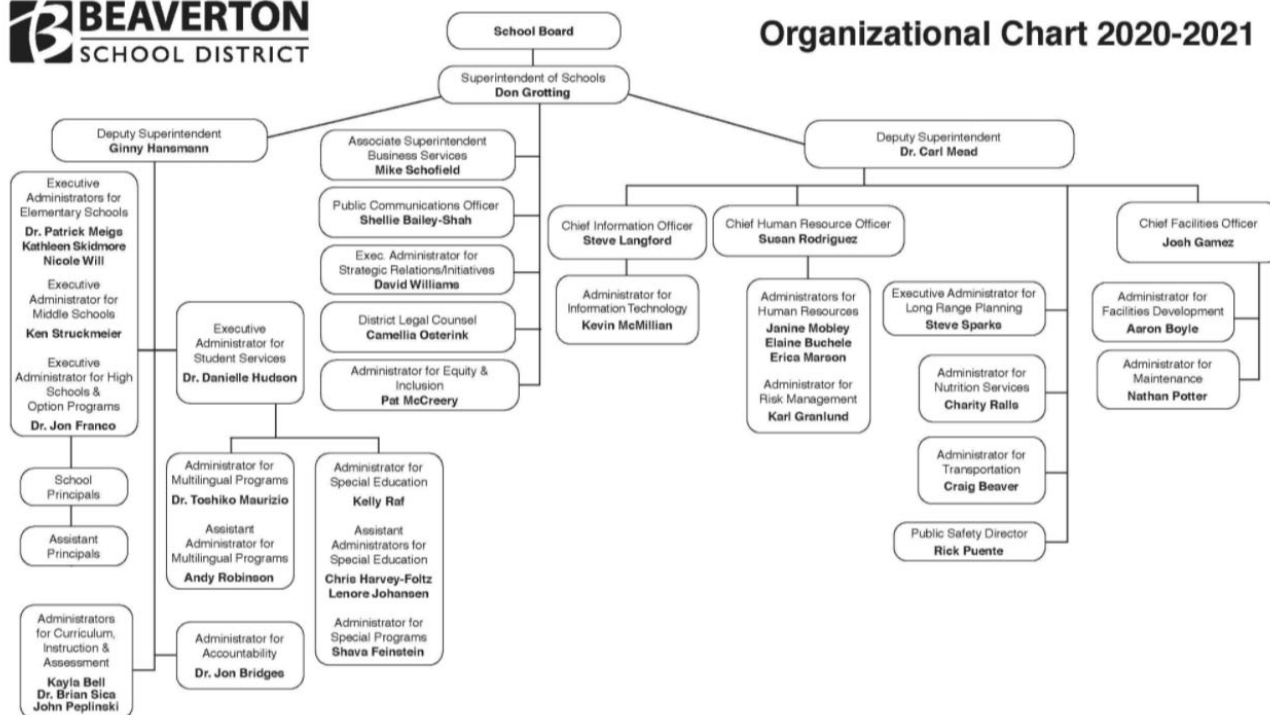 BEAVERTON
SCHOOL DISTRICT
Organizational Chart 2020-2021
School Board
Superintendent of Schools
Don Grotting
Deputy Superintendent
Ginny Hansmann
Executive
Administrators for
Elementary Schools
Dr. Patrick Meigs
Kathleen Skidmore
Nicole Will
Executive
Administrator for
Middle Schools
Ken Struckmeier
Executive
Administrator for High
Schools &
Option Programs
Dr. Jon Franco
School
Principals
Assistant
Principals
Administrators
for Curriculum,
Instruction &
Assessment
Kayla Bell
Dr. Brian Sica
John Peplinski
Executive
Administrator for
Student Services
Dr. Danielle Hudson
Administrator for
Multilingual Programs
Dr. Toshiko Maurizio
Assistant
Administrator for
Multilingual Programs
Andy Robinson
Administrator for
Special Education
Kelly Raf
Assistant
Administrators for
Special Education
Chris Harvey-Foltz
Lenore Johansen
Administrator for
Special Programs
Shava Feinstein
Administrator for
Accountability
Dr. Jon Bridges
Associate Superintendent
Business Services
Mike Schofield
Public Communications Officer
Shellie Bailey-Shah
Exec. Administrator for
Strategic Relations/Initiatives
David Williams
District Legal Counsel
Camellia Osterink
Administrator for Equity &
Inclusion
Pat McCreery
Deputy Superintendent
Dr. Carl Mead
Chief Information Officer
Steve Langford
Administrator for
Information Technology
Kevin McMillian
Chief Human Resource Officer
Susan Rodriguez
Administrators for
Human Resources
Janine Mobley
Elaine Buchele
Erica Marson
Administrator for
Risk Management
Karl Granlund
Executive Administrator for
Long Range Planning
Steve Sparks
Administrator for
Nutrition Services
Charity Ralls
Administrator for
Transportation
Craig Beaver
Public Safety Director
Rick Puente
Chief Facilities Officer
Josh Gamez
Administrator for
Facilities Development
Aaron Boyle
Administrator for
Maintenance
Nathan Potter